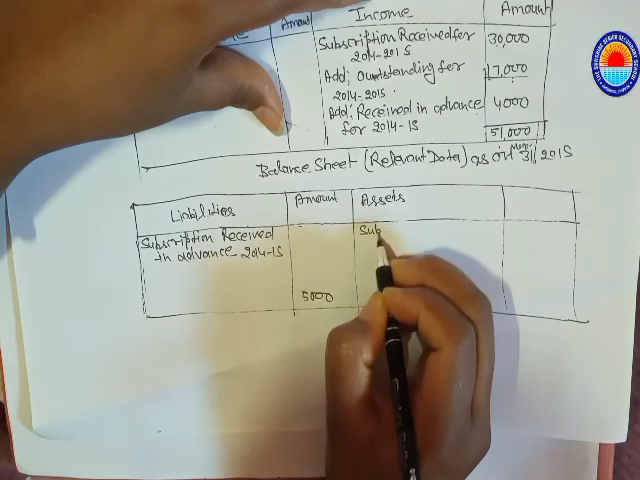 Income
Amount
Amount
Subscription Received for
2014-2015
30,000
Add: Outstanding for
2014-2015.
17,000
Add: Received in advance
for 2014-15
4000
51,000
Balance Sheet (Relevant Data) as on Mar 31, 2015
Liabilities
Amount
Assets
Subscription Received
in advance 2014-15
5000
Sub